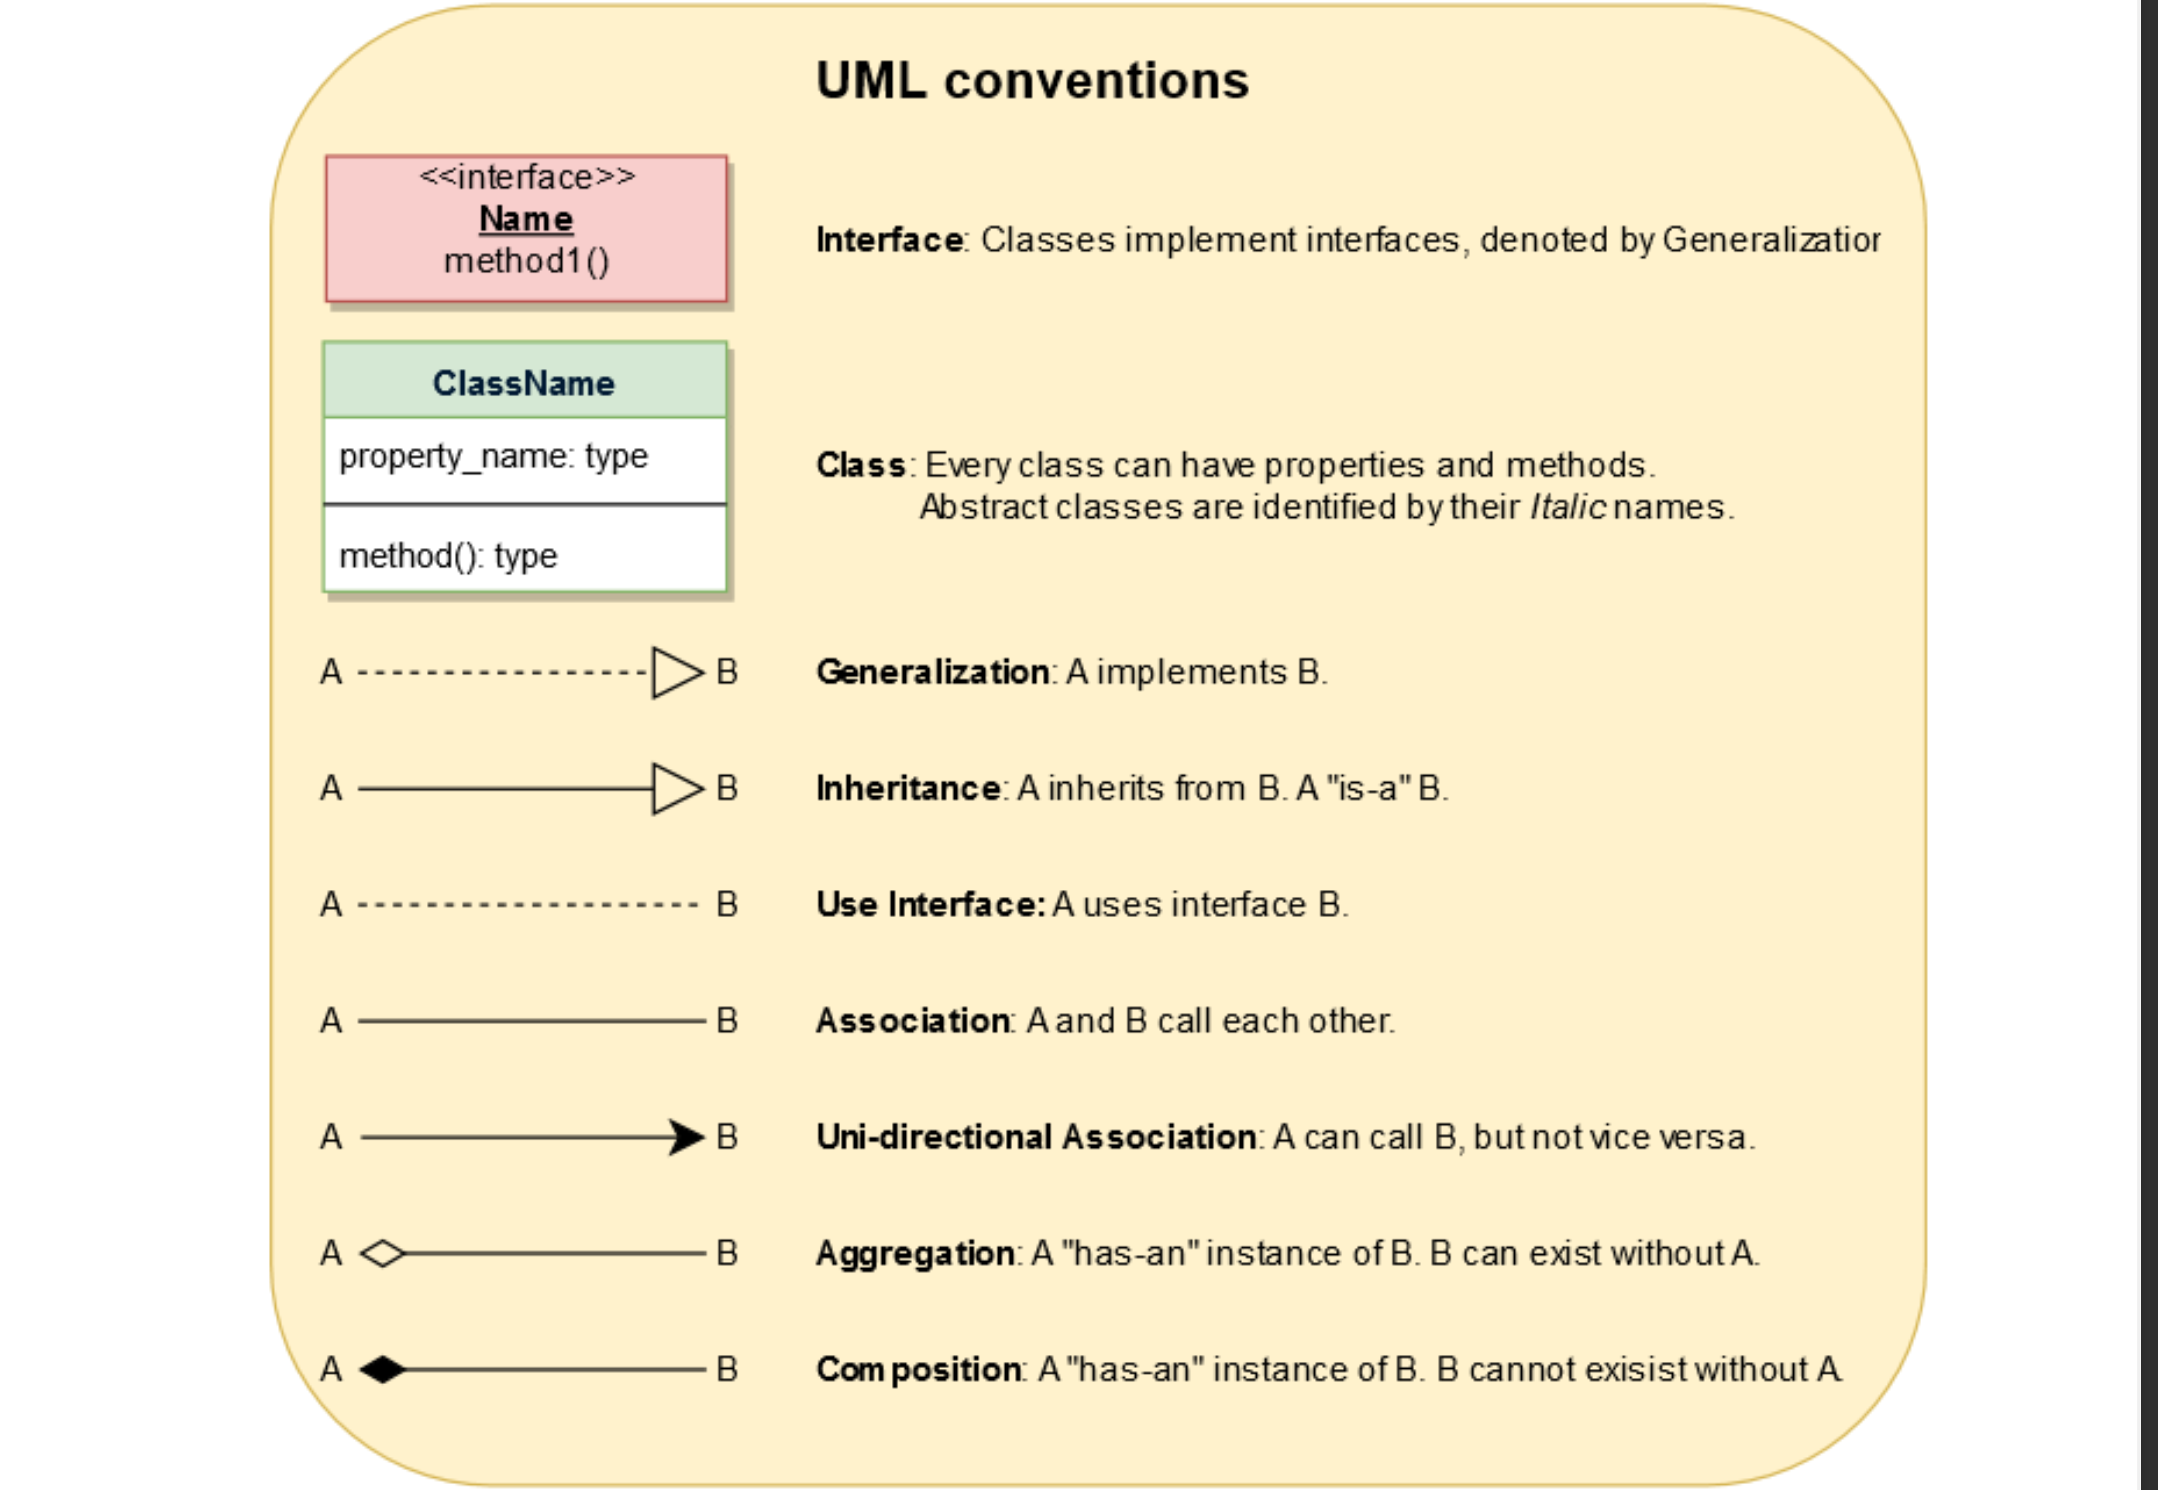 UML conventions
<<interface>>
Name
method1()
Interface: Classes implement interfaces, denoted by Generalizatior
ClassName
property_name: type
method(): type
Class: Every class can have properties and methods.
Abstract classes are identified by their Italic names.
A B Generalization: A implements B.
A B Inheritance: A inherits from B. A "is-a" B.
A B Use Interface: A uses interface B.
A B Association: A and B call each other.
A B Uni-directional Association: A can call B, but not vice versa.
A B Aggregation: A "has-an" instance of B. B can exist without A.
A B Composition: A "has-an" instance of B. B cannot exisist without A.